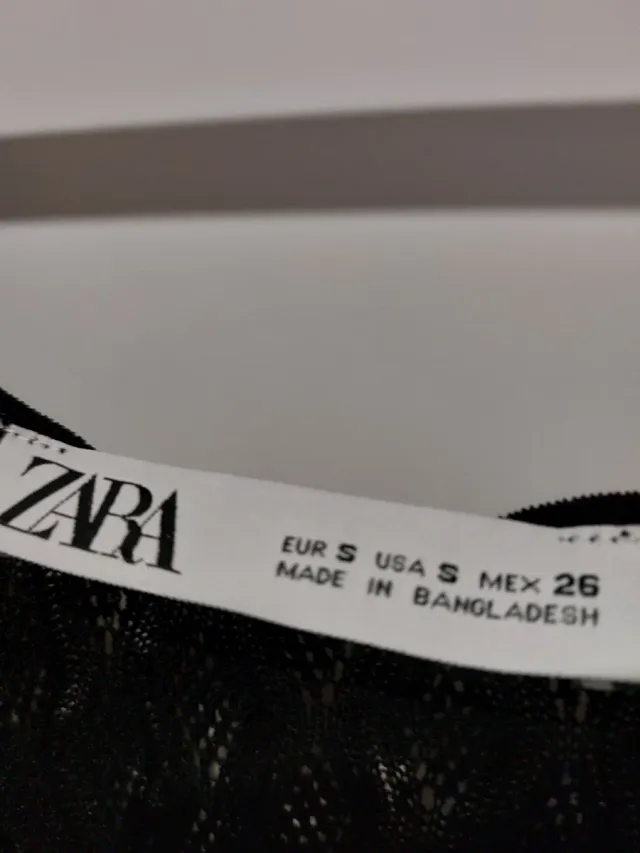 ZARA
EUR S USA S MEX 26
MADE IN BANGLADESH